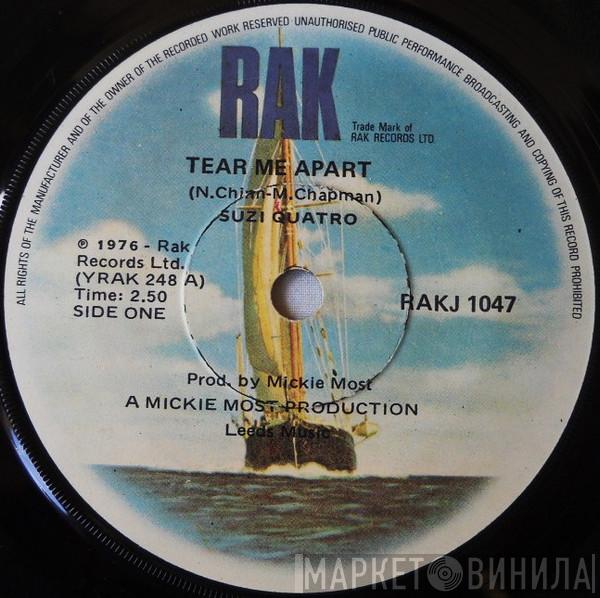 ALL RIGHTS OF THE MANUFACTURER AND OF THE OWNER OF THE RECORDED WORK RESERVED · UNAUTHORISED PUBLIC PERFORMANCE BROADCASTING AND COPYING OF THIS RECORD PROHIBITED
RAK
Trade Mark of
RAK RECORDS LTD
TEAR ME APART
(N.Chian-M.Chapman)
SUZI QUATRO
℗ 1976 - Rak
Records Ltd.
(YRAK 248 A)
Time: 2.50
SIDE ONE
RAKJ 1047
Prod. by Mickie Most
A MICKIE MOST PRODUCTION
Leeds Music
МАРКЕТ ВИНИЛА